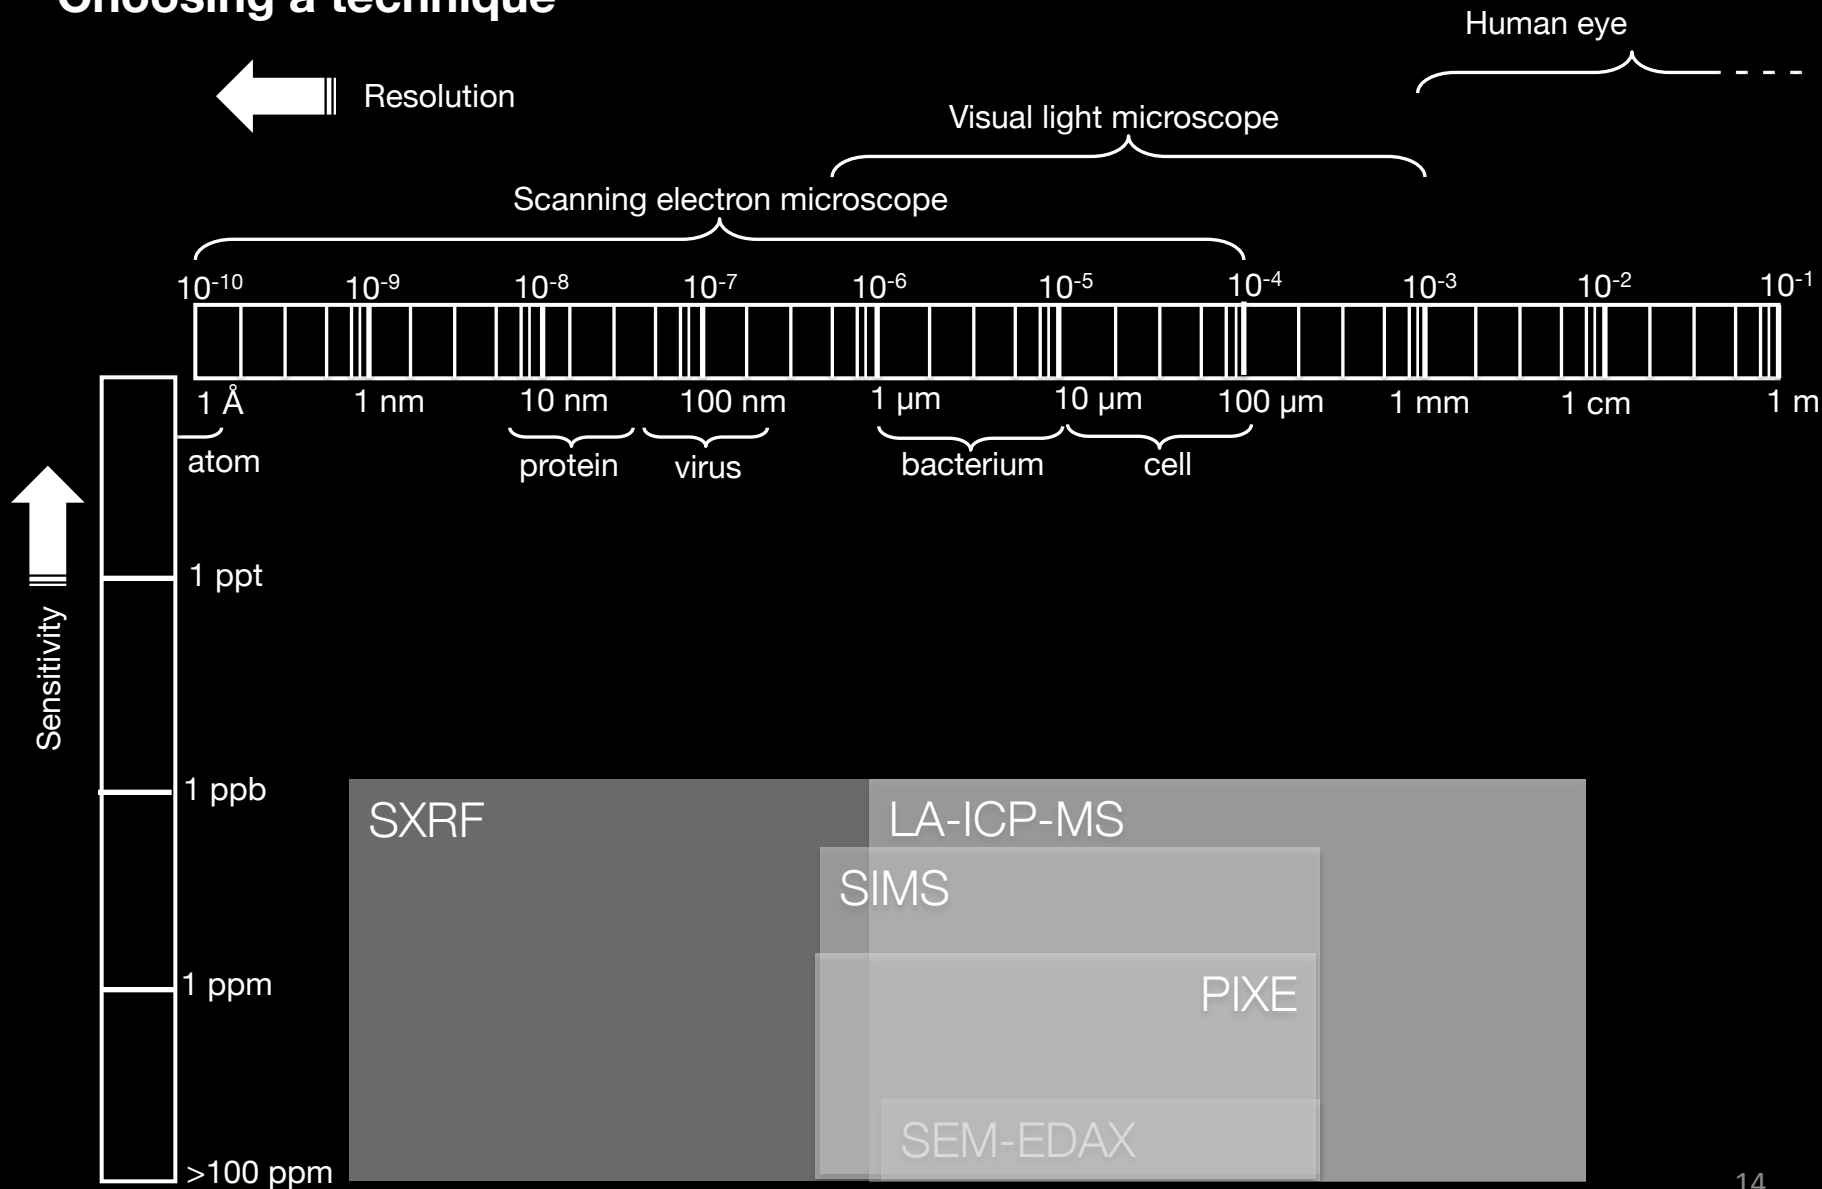 Choosing a technique
Human eye
Resolution
Visual light microscope
Scanning electron microscope
10-10 10-9 10-8 10-7 10-6 10-5 10-4 10-3 10-2 10-1
1 Å 1 nm 10 nm 100 nm 1 µm 10 µm 100 µm 1 mm 1 cm 1 m
atom protein virus bacterium cell
1 ppt
Sensitivity
1 ppb
SXRF LA-ICP-MS
SIMS
1 ppm
PIXE
SEM-EDAX
>100 ppm
14